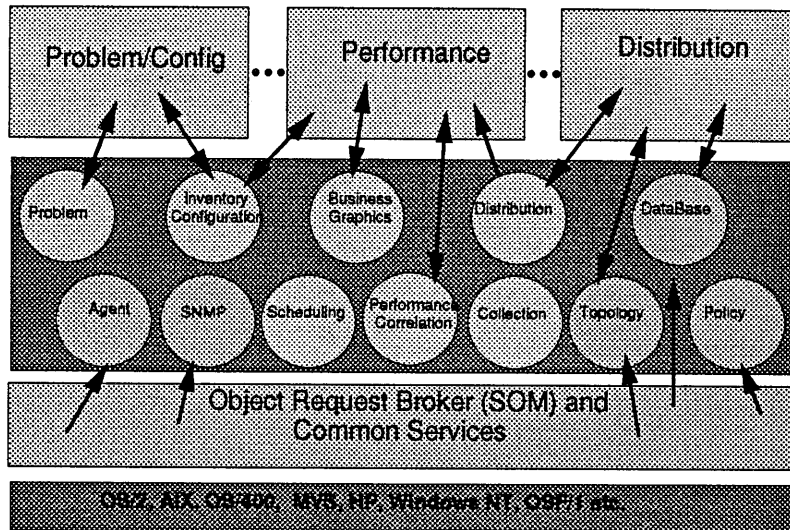 Problem/Config
•••
Performance
•••
Distribution
Problem
Inventory
Configuration
Business
Graphics
Distribution
DataBase
Agent
SNMP
Scheduling
Performance
Correlation
Collection
Topology
Policy
Object Request Broker (SOM) and
Common Services
OS/2, AIX, OS/400, MVS, HP, Windows NT, OSF/1 etc.